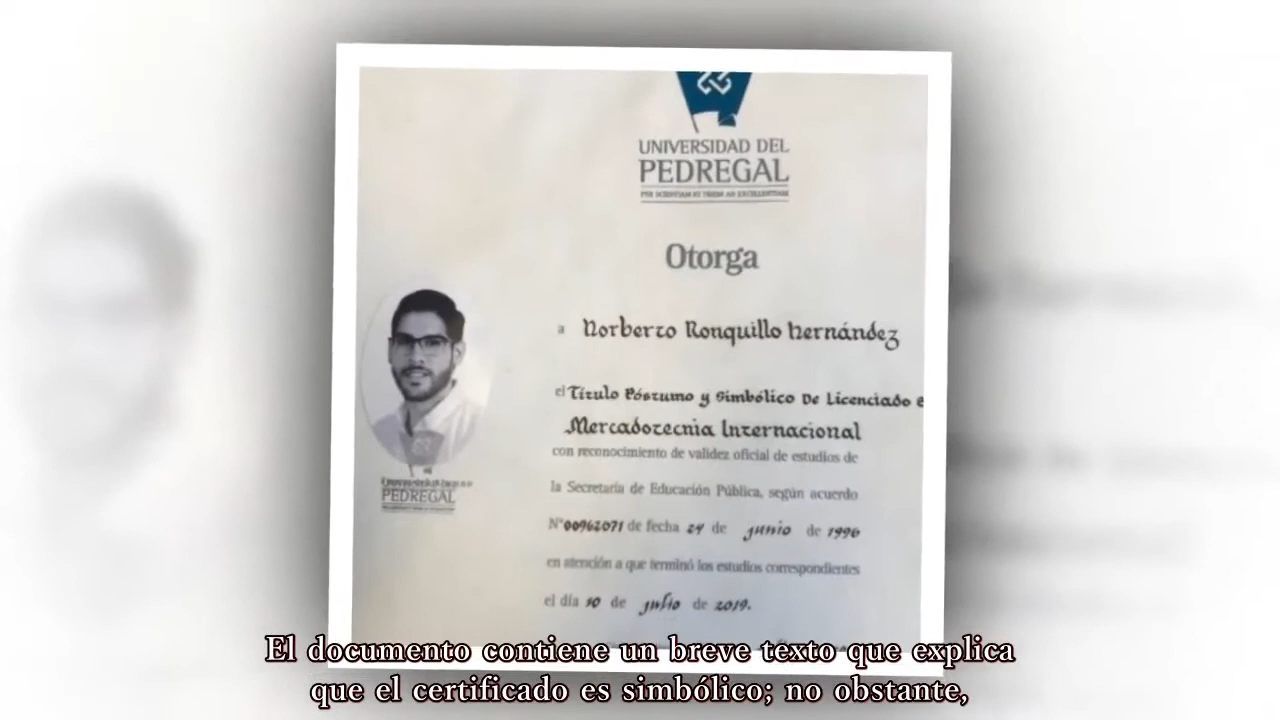 UNIVERSIDAD DEL
PEDREGAL
Otorga
a Norberto Ronquillo Hernández
el Título Póstumo y Simbólico De Licenciado e
Mercadotecnia Internacional
con reconocimiento de validez oficial de estudios de
la Secretaría de Educación Pública, según acuerdo
N° 00962071 de fecha 24 de junio de 1996
en atención a que terminó los estudios correspondientes
el día 10 de julio de 2019.
PEDREGAL
El documento contiene un breve texto que explica
que el certificado es simbólico; no obstante,